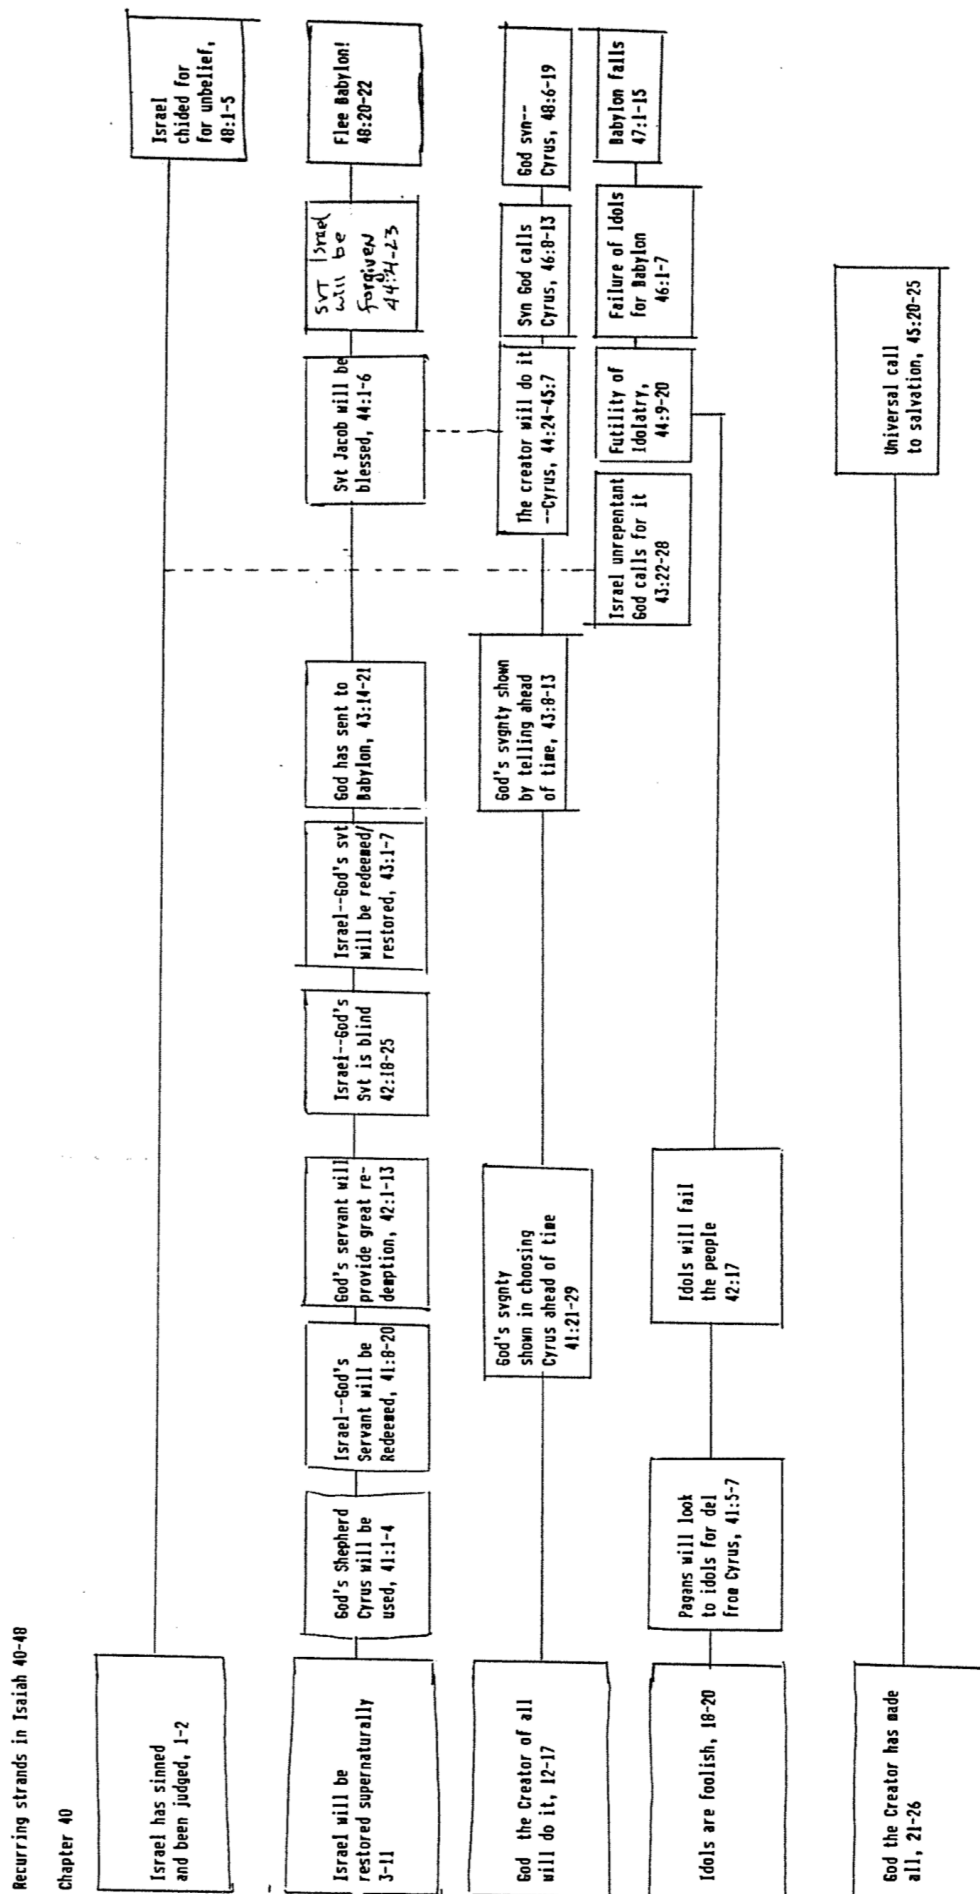 Recurring strands in Isaiah 40-48
Chapter 40
Israel has sinned
and been judged, 1-2
Israel
chided for
for unbelief,
48:1-5
Israel will be
restored supernaturally
3-11
God's Shepherd
Cyrus will be
used, 41:1-4
Israel--God's
Servant will be
Redeemed, 41:8-20
God's servant will
provide great re-
demption, 42:1-13
Israel--God's
Svt is blind
42:18-25
Israel--God's svt
will be redeemed/
restored, 43:1-7
God has sent to
Babylon, 43:14-21
Svt Jacob will be
blessed, 44:1-6
SVT Israel
will be
forgiven
44:21-23
Flee Babylon!
48:20-22
God the Creator of all
will do it, 12-17
God's svgnty
shown in choosing
Cyrus ahead of time
41:21-29
God's svgnty shown
by telling ahead
of time, 43:8-13
The creator will do it
--Cyrus, 44:24-45:7
Svn God calls
Cyrus, 46:8-13
God svn--
Cyrus, 48:6-19
Idols are foolish, 18-20
Pagans will look
to idols for del
from Cyrus, 41:5-7
Idols will fail
the people
42:17
Israel unrepentant
God calls for it
43:22-28
Futility of
Idolatry,
44:9-20
Failure of Idols
for Babylon
46:1-7
Babylon Falls
47:1-15
God the Creator has made
all, 21-26
Universal call
to salvation, 45:20-25